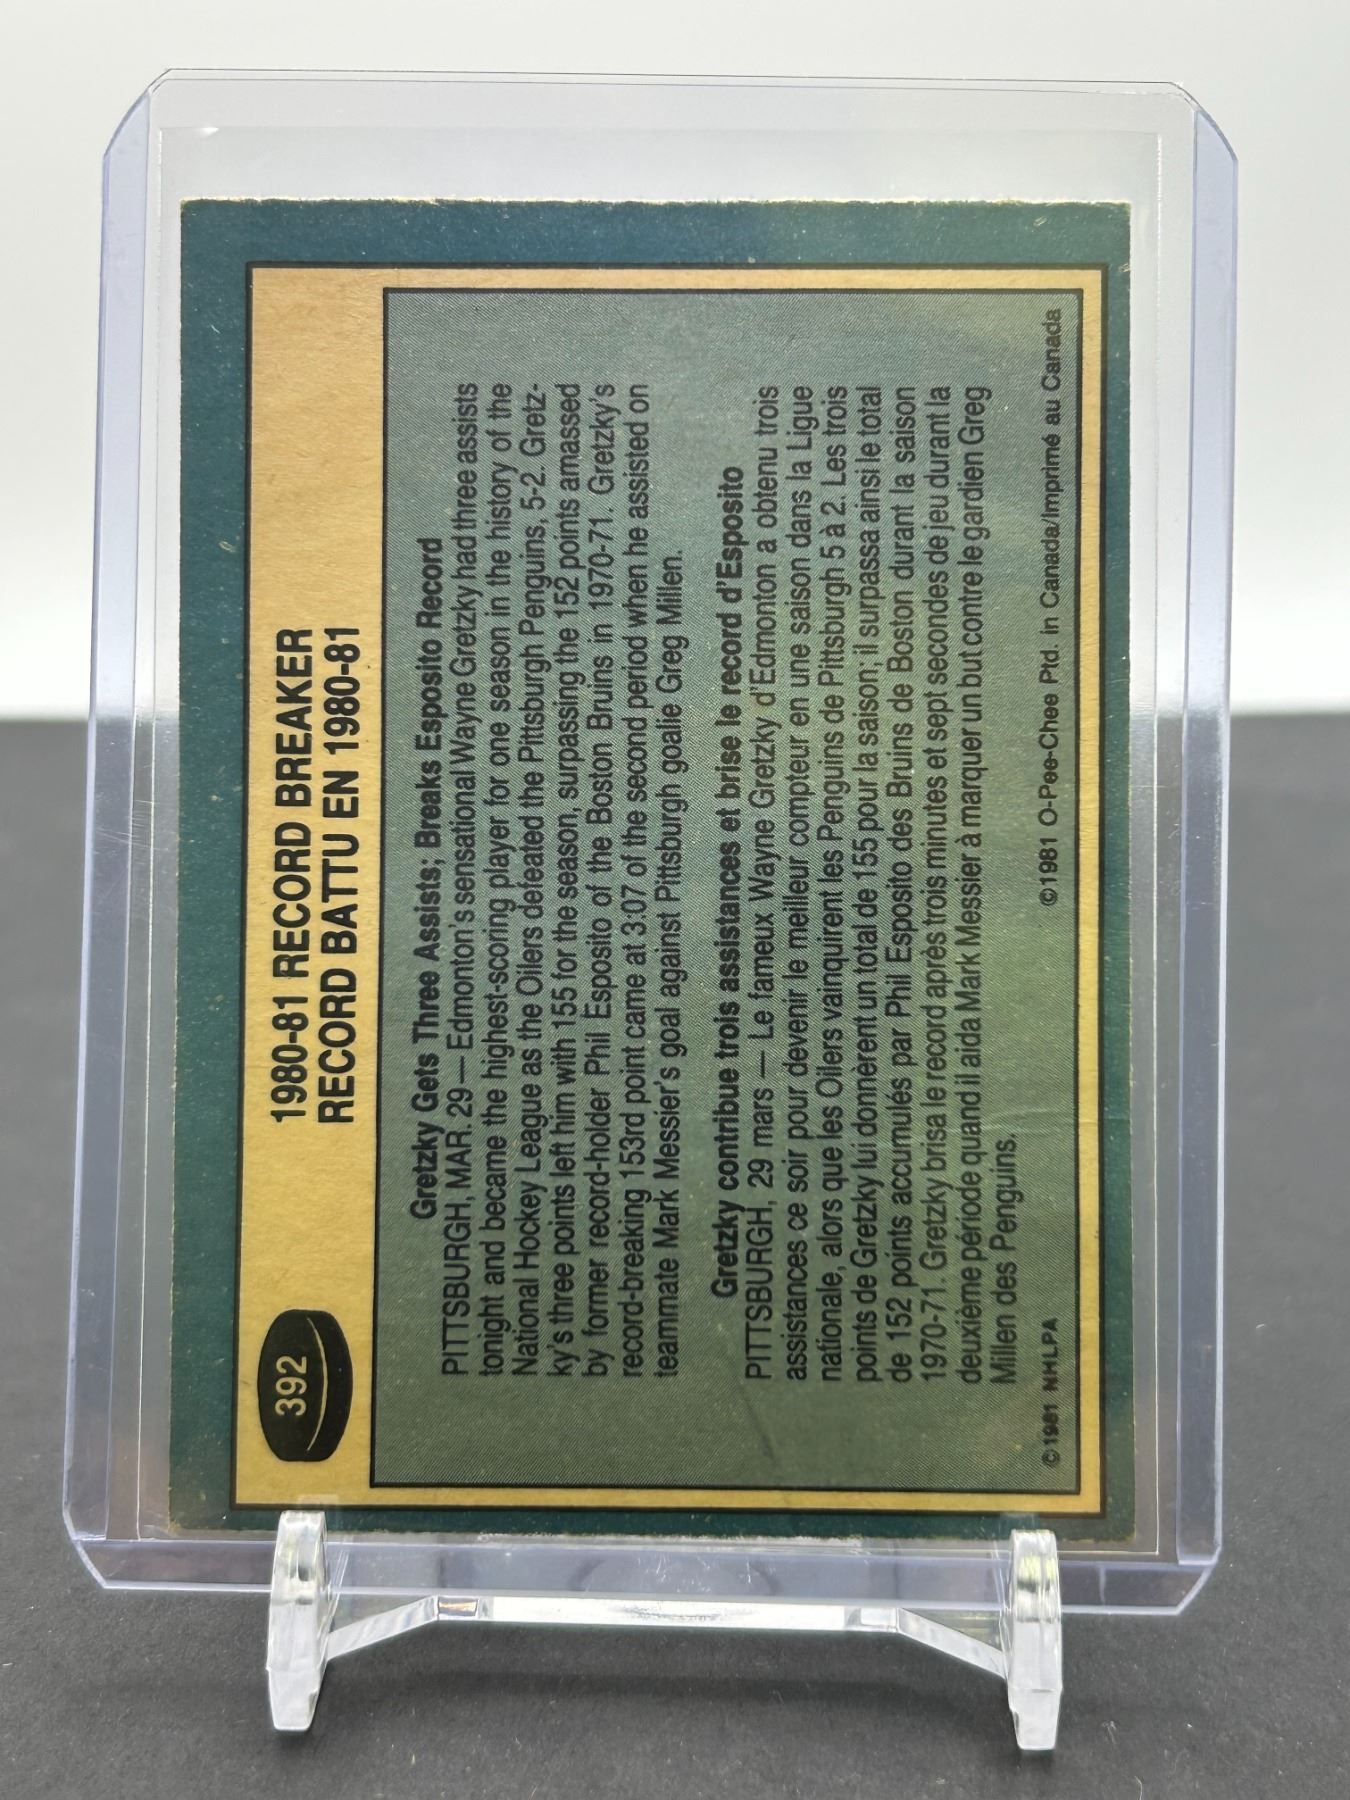 392
1980-81 RECORD BREAKER
RECORD BATTU EN 1980-81
Gretzky Gets Three Assists; Breaks Esposito Record
PITTSBURGH, MAR. 29—Edmonton's sensational Wayne Gretzky had three assists
tonight and became the highest-scoring player for one season in the history of the
National Hockey League as the Oilers defeated the Pittsburgh Penguins, 5-2. Gretz-
ky's three points left him with 155 for the season, surpassing the 152 points amassed
by former record-holder Phil Esposito of the Boston Bruins in 1970-71. Gretzky's
record-breaking 153rd point came at 3:07 of the second period when he assisted on
teammate Mark Messier's goal against Pittsburgh goalie Greg Millen.
Gretzky contribue trois assistances et brise le record d'Esposito
PITTSBURGH, 29 mars — Le fameux Wayne Gretzky d'Edmonton a obtenu trois
assistances ce soir pour devenir le meilleur compteur en une saison dans la Ligue
nationale, alors que les Oilers vainquirent les Penguins de Pittsburgh 5 à 2. Les trois
points de Gretzky lui donnèrent un total de 155 pour la saison; il surpassa ainsi le total
de 152 points accumulés par Phil Esposito des Bruins de Boston durant la saison
1970-71. Gretzky brisa le record après trois minutes et sept secondes de jeu durant la
deuxième période quand il aida Mark Messier à marquer un but contre le gardien Greg
Millen des Penguins.
©1981 NHLPA ©1981 O-Pee-Chee Ptd. in Canada/Imprimé au Canada